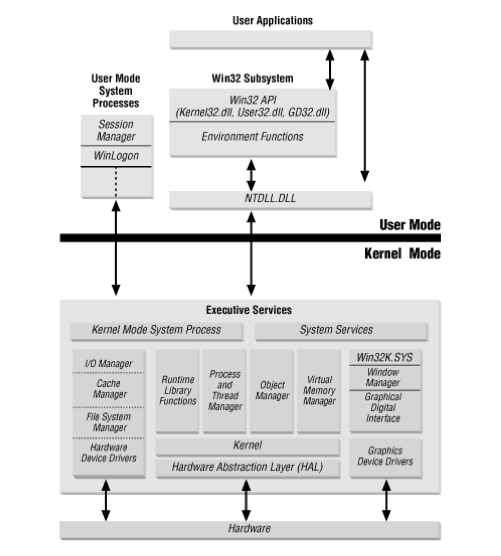 User Applications
User Mode
System
Processes
Win32 Subsystem
Session
Manager
WinLogon
Win32 API
(Kernel32.dll, User32.dll, GD32.dll)
Environment Functions
NTDLL.DLL
User Mode
Kernel Mode
Executive Services
Kernel Mode System Process
System Services
I/O Manager
Cache
Manager
File System
Manager
Hardware
Device Drivers
Runtime
Library
Functions
Process
and
Thread
Manager
Object
Manager
Virtual
Memory
Manager
Win32K.SYS
Window
Manager
Graphical
Digital
Interface
Kernel
Hardware Abstraction Layer (HAL)
Graphics
Device Drivers
Hardware